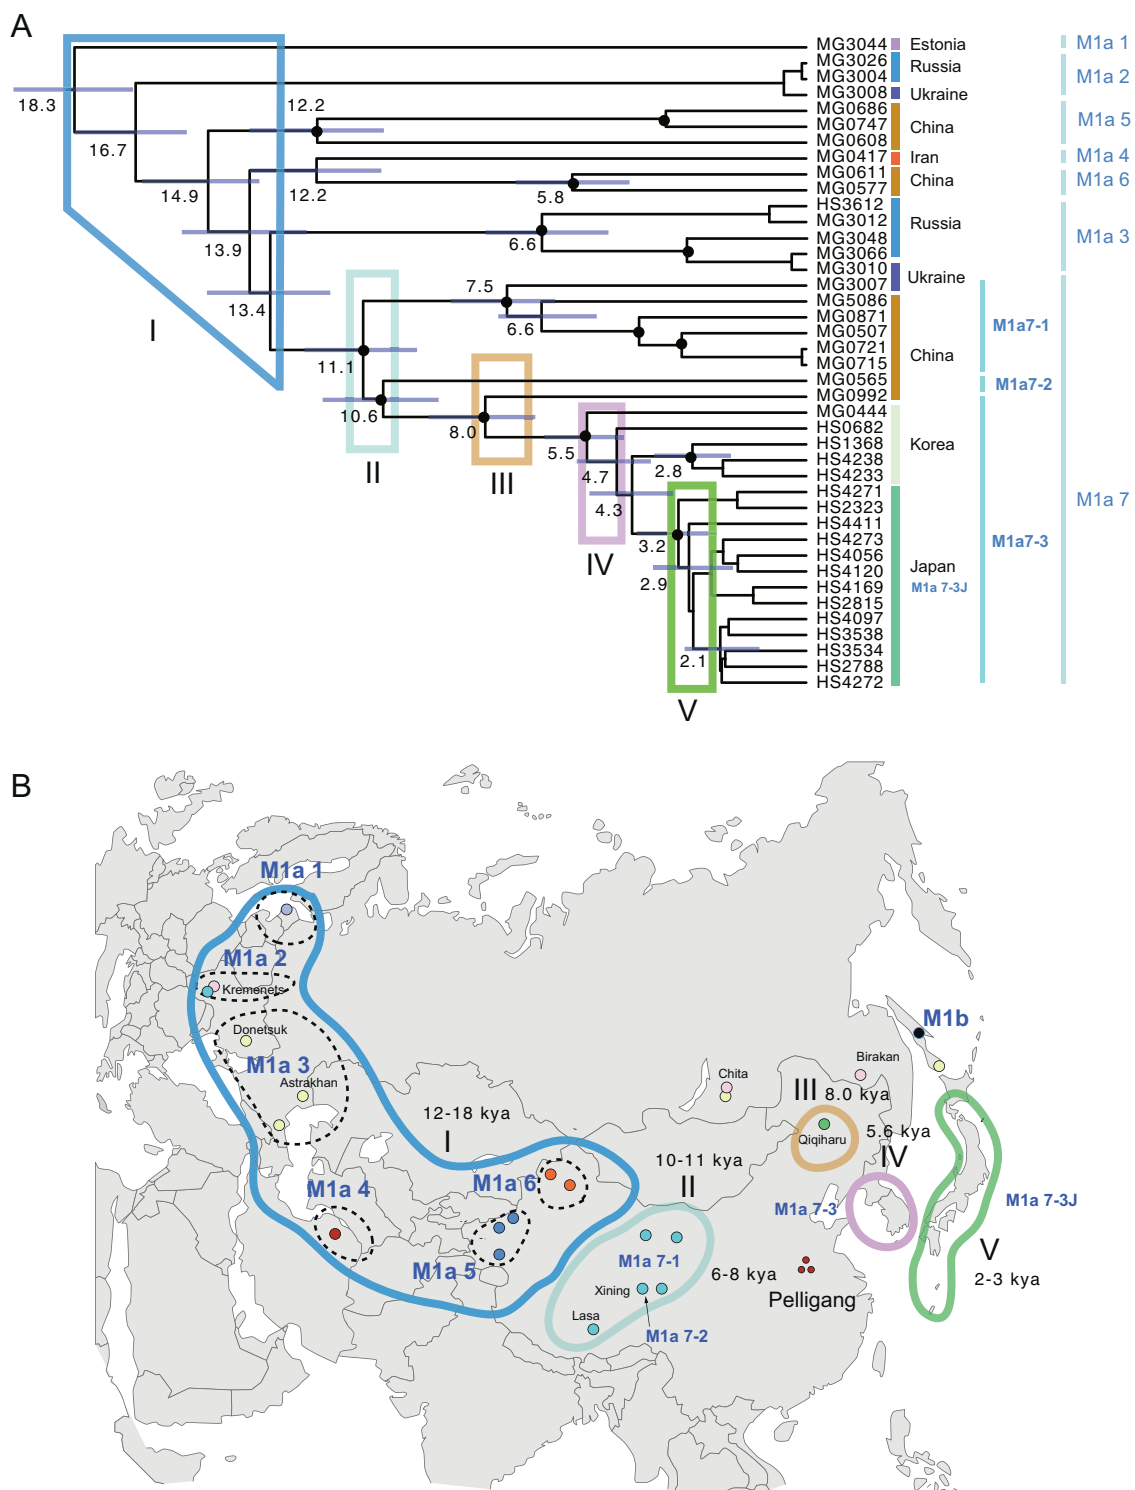 A
MG3044 Estonia M1a 1
MG3026
MG3004 Russia M1a 2
MG3008 Ukraine
18.3
12.2
MG0686
MG0747 China M1a 5
MG0608
16.7
MG0417 Iran M1a 4
MG0611
MG0577 China M1a 6
14.9
12.2
5.8
HS3612
MG3012 Russia
MG3048 M1a 3
MG3066
MG3010 Ukraine
13.9
6.6
7.5
MG3007
MG5086
MG0871 M1a7-1
MG0507
MG0721 China
MG0715
13.4
6.6
I
11.1
MG0565 M1a7-2
MG0992
10.6
8.0
MG0444
HS0682
HS1368 Korea
HS4238
HS4233
5.5
4.7
2.8
II
III
4.3
HS4271
HS2323
HS4411
HS4273 M1a7-3
HS4056
HS4120 Japan
M1a 7-3J
M1a 7
HS4169
HS2815
HS4097
HS3538
HS3534
HS2788
HS4272
3.2
IV
2.9
2.1
V
B
M1a 1
M1a 2
Kremenets
Donetsuk
M1a 3
Astrakhan
M1b
Birakan
Chita
III 8.0 kya
12-18 kya
I
Qiqiharu
5.6 kya
IV
10-11 kya
II
M1a 6
M1a 4
M1a 7-3
M1a 7-3J
V
2-3 kya
M1a 5
M1a 7-1
6-8 kya
Xining
Pelligang
Lasa
M1a 7-2